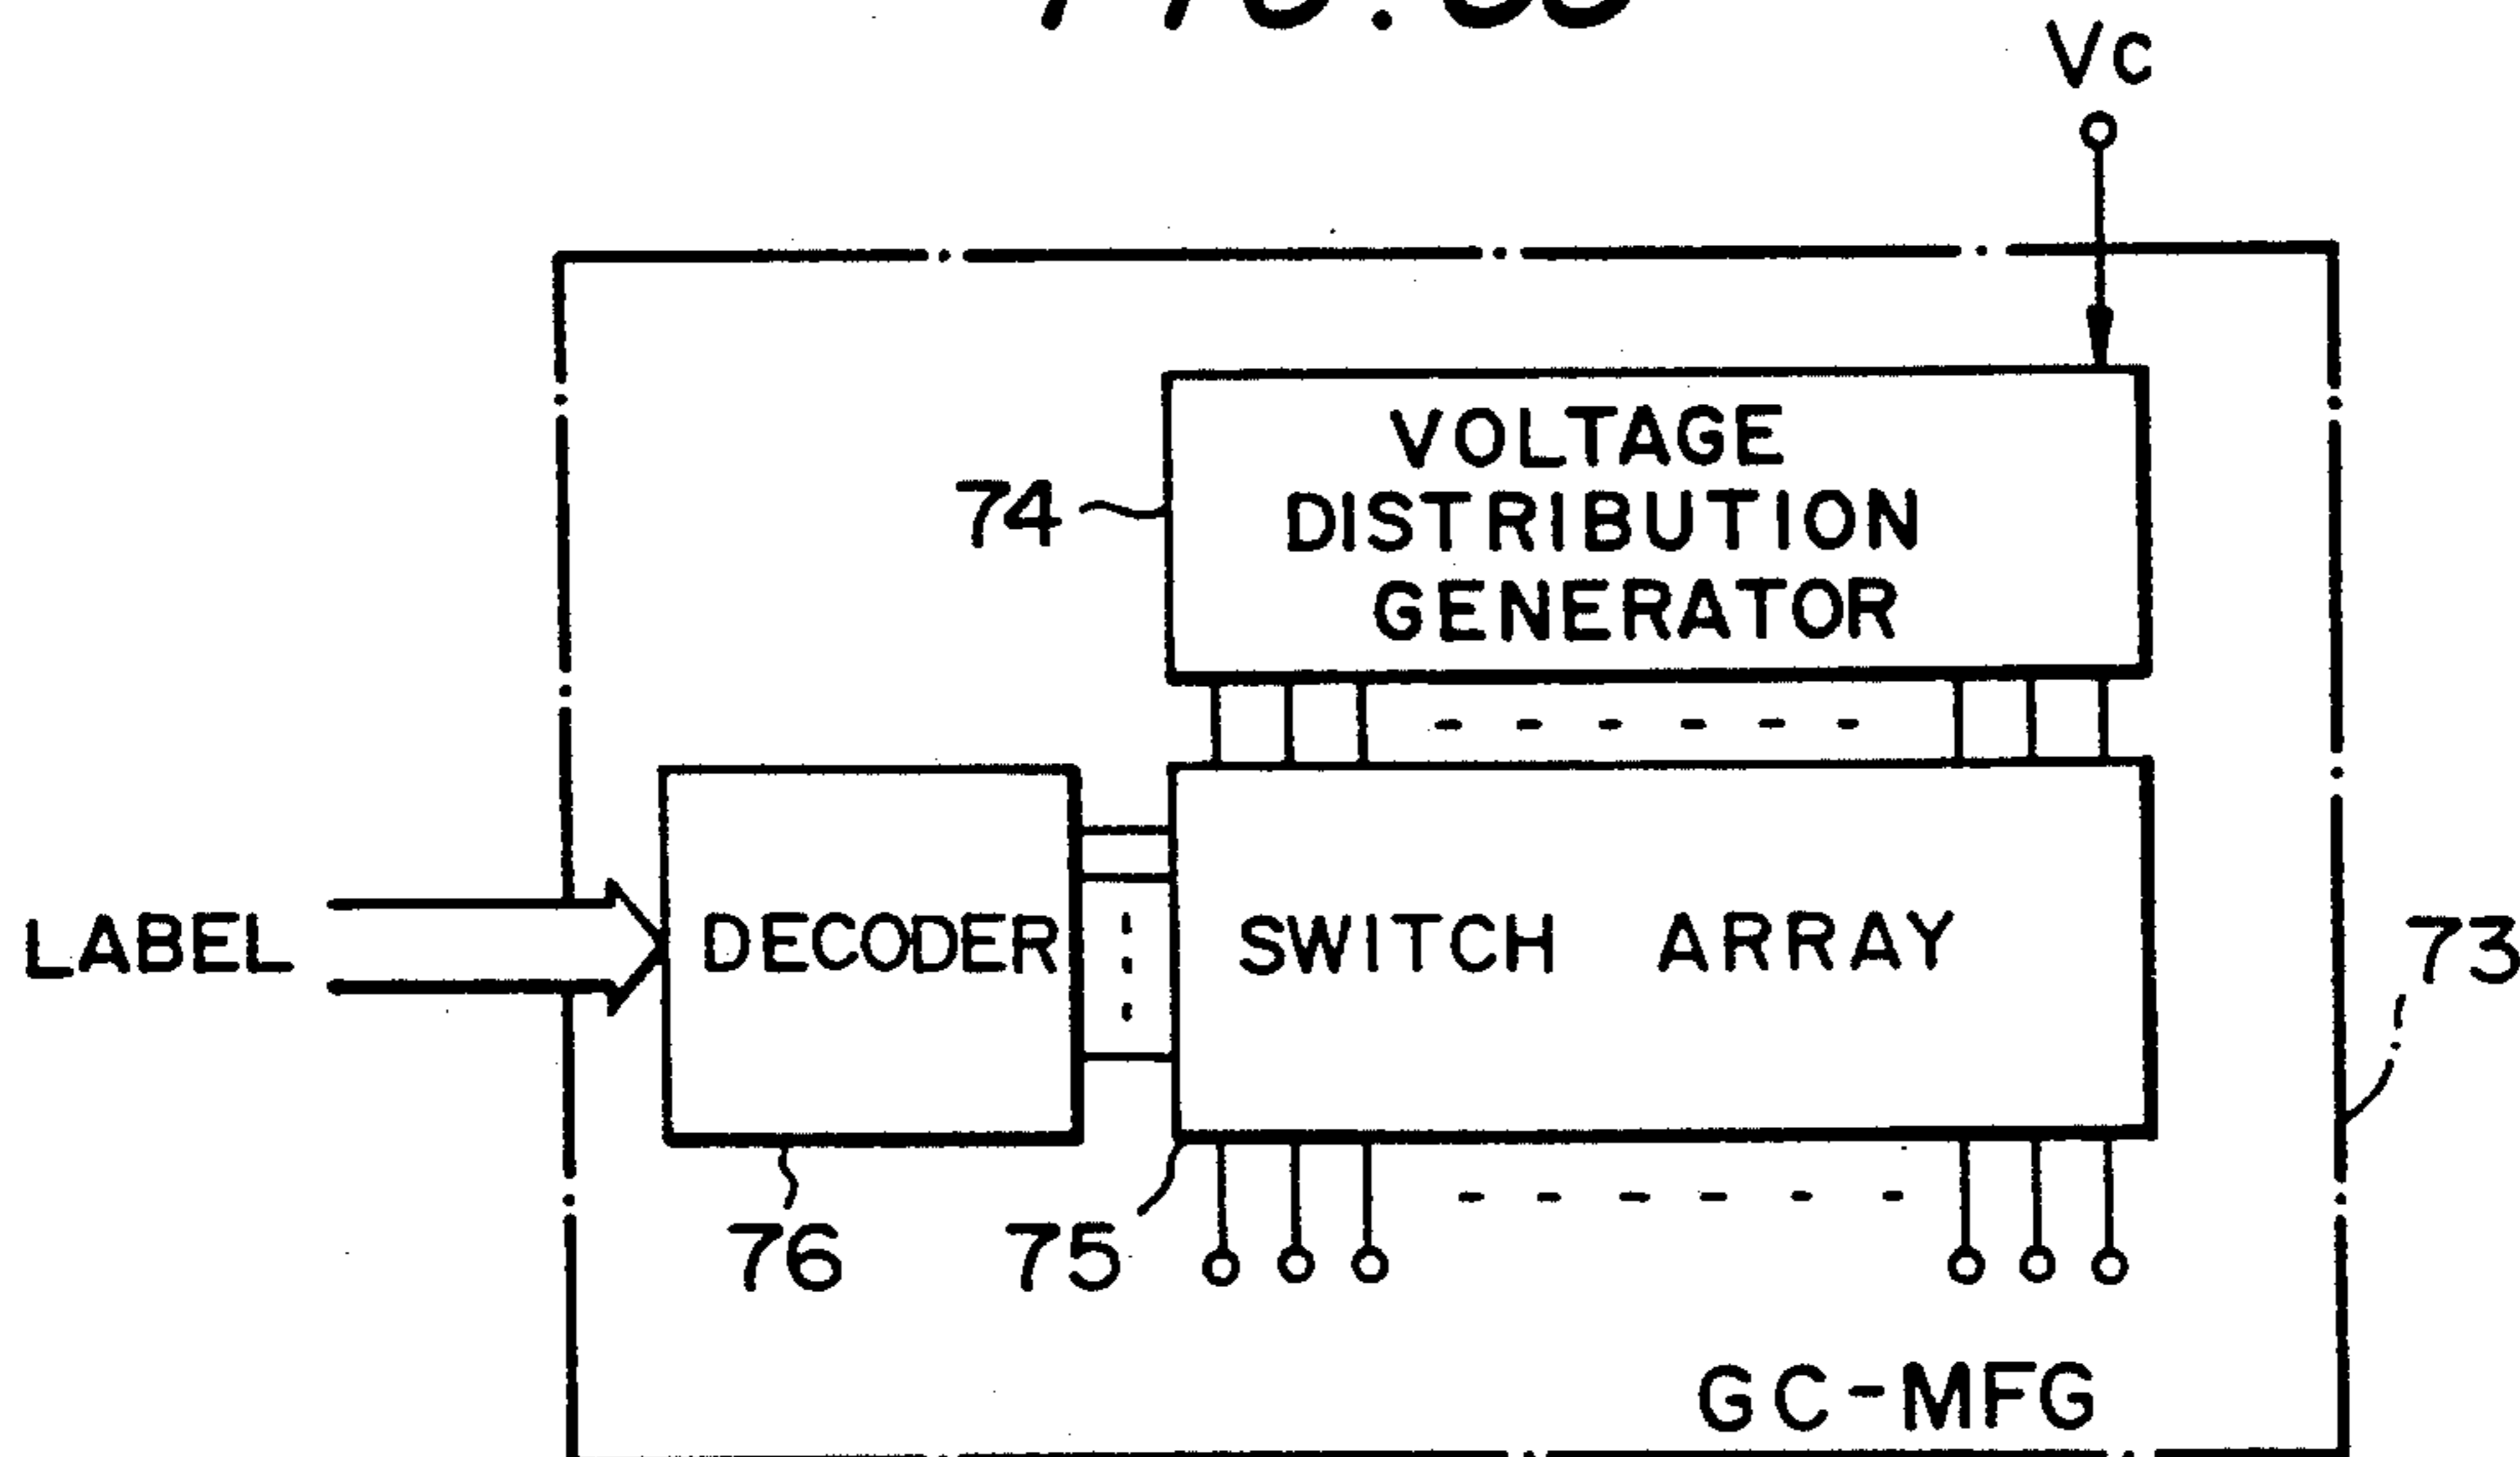 Vc
VOLTAGE
DISTRIBUTION
GENERATOR
74
LABEL
DECODER
SWITCH ARRAY
73
76
75
GC-MFG